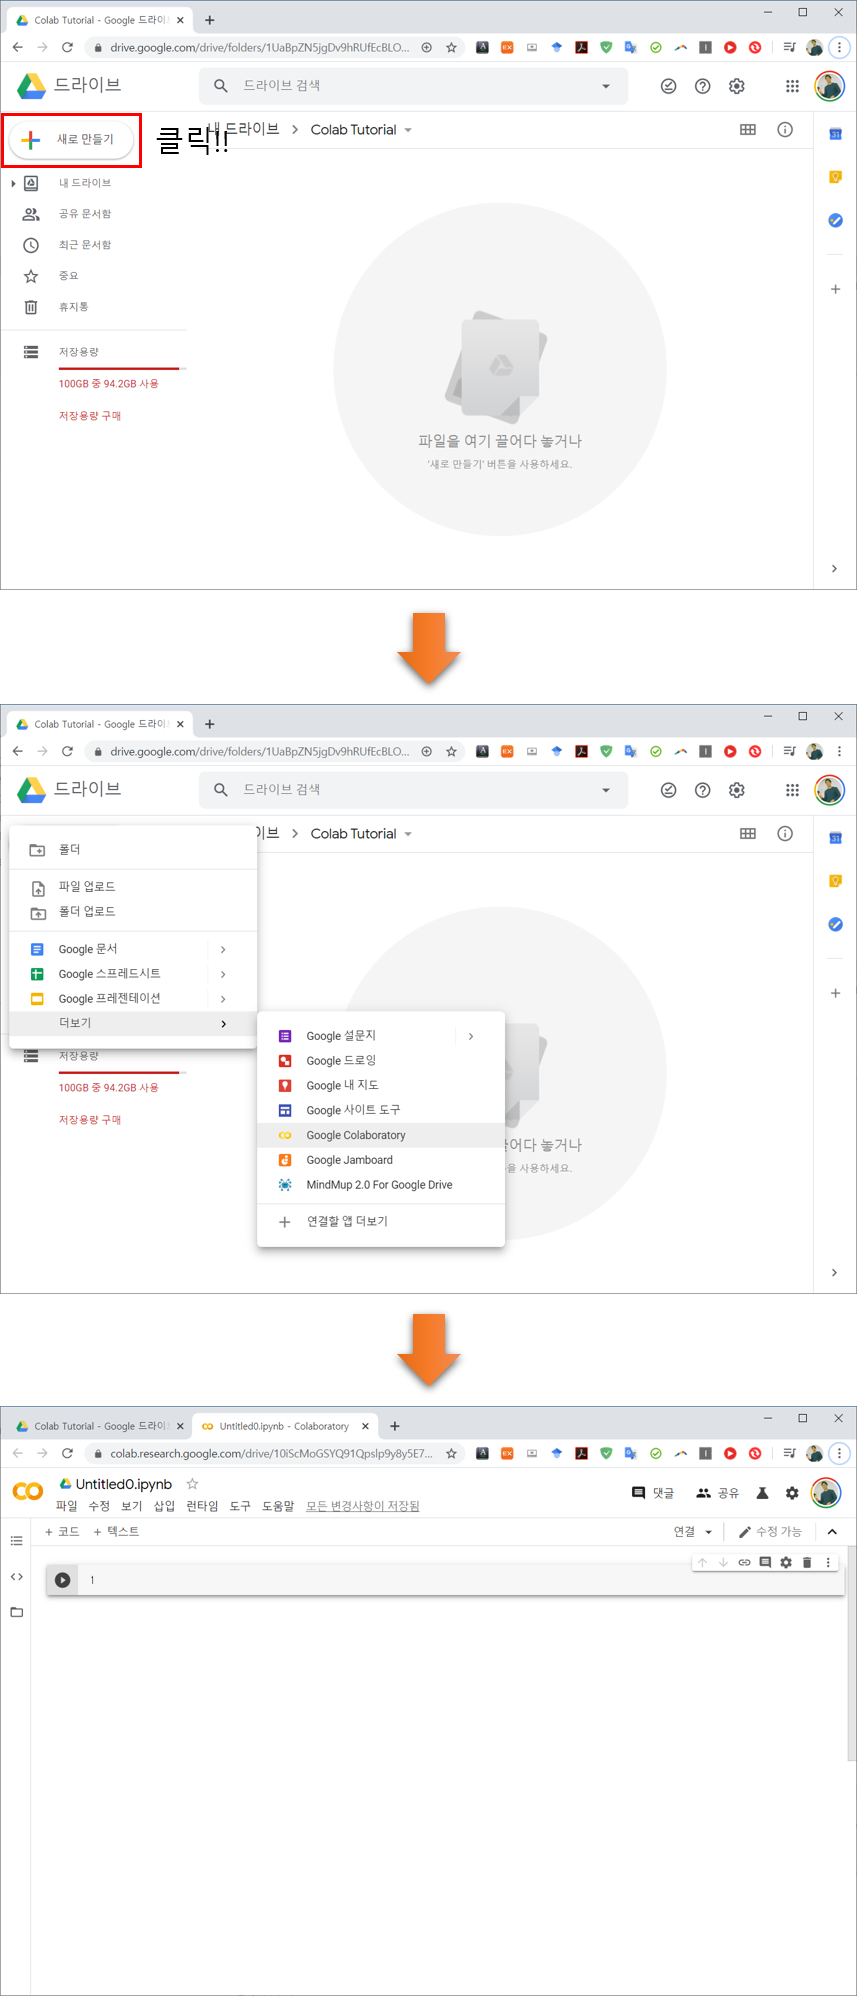 Colab Tutorial - Google 드라이브
drive.google.com/drive/folders/1UaBpZN5jgDv9hRUfEcBLO...
드라이브
드라이브 검색
새로 만들기
클릭!!
내 드라이브 > Colab Tutorial
내 드라이브
공유 문서함
최근 문서함
중요
휴지통
저장용량
100GB 중 94.2GB 사용
저장용량 구매
파일을 여기 끌어다 놓거나
'새로 만들기' 버튼을 사용하세요.
Colab Tutorial - Google 드라이브
drive.google.com/drive/folders/1UaBpZN5jgDv9hRUfEcBLO...
드라이브
드라이브 검색
이브 > Colab Tutorial
폴더
파일 업로드
폴더 업로드
Google 문서
Google 스프레드시트
Google 프레젠테이션
더보기
Google 설문지
Google 드로잉
Google 내 지도
Google 사이트 도구
Google Colaboratory
Google Jamboard
MindMup 2.0 For Google Drive
연결할 앱 더보기
저장용량
100GB 중 94.2GB 사용
저장용량 구매
끌어다 놓거나
을 사용하세요.
Colab Tutorial - Google 드라이브
Untitled0.ipynb - Colaboratory
colab.research.google.com/drive/10iScMoGSYQ91Qpslp9y8y5E7...
Untitled0.ipynb
댓글 공유
파일 수정 보기 삽입 런타임 도구 도움말 모든 변경사항이 저장됨
+ 코드 + 텍스트
연결 수정 가능
1